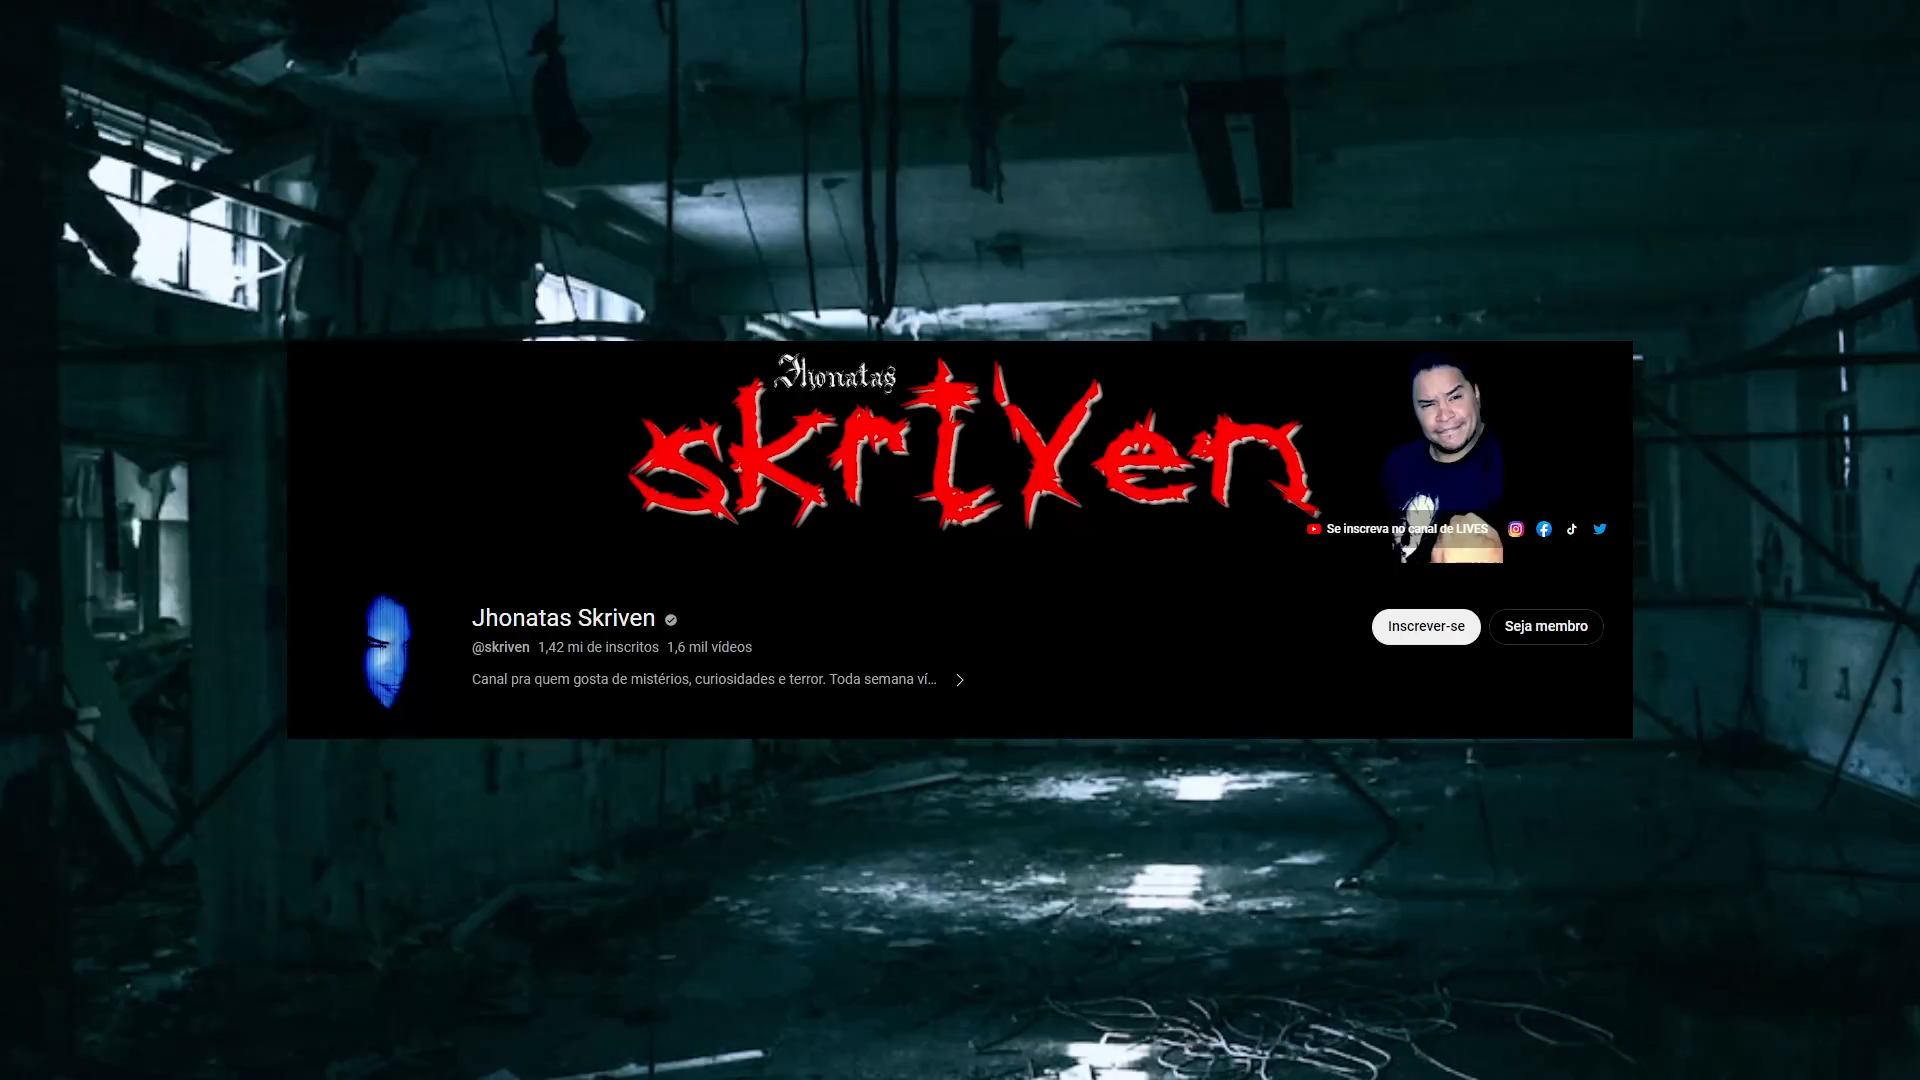 Jhonatas
skriven
Se inscreva no canal de LIVES
Jhonatas Skriven
@skriven 1,42 mi de inscritos 1,6 mil vídeos
Canal pra quem gosta de mistérios, curiosidades e terror. Toda semana ví...
Inscrever-se
Seja membro